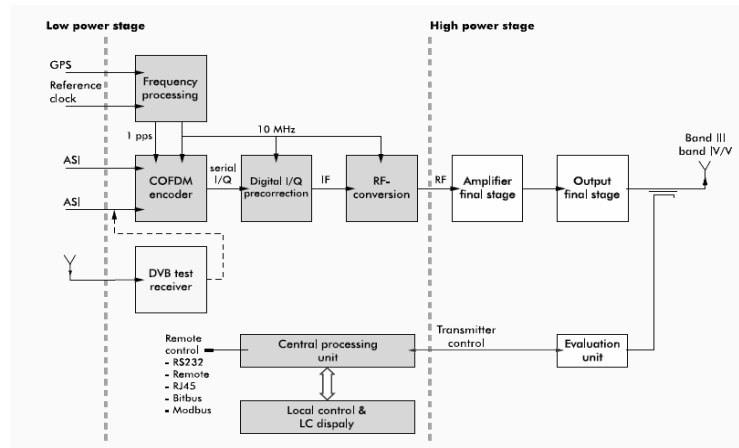 Low power stage
High power stage
GPS
Reference
clock
Frequency
processing
1 pps
10 MHz
Band III
band IV/V
ASI
ASI
COFDM
encoder
serial
I/Q
Digital I/Q
precorrection
IF
RF-
conversion
RF
Amplifier
final stage
Output
final stage
DVB test
receiver
Remote
control
- RS232
- Remote
- RJ45
- Bitbus
- Modbus
Central processing
unit
Transmitter
control
Evaluation
unit
Local control &
LC dispaly